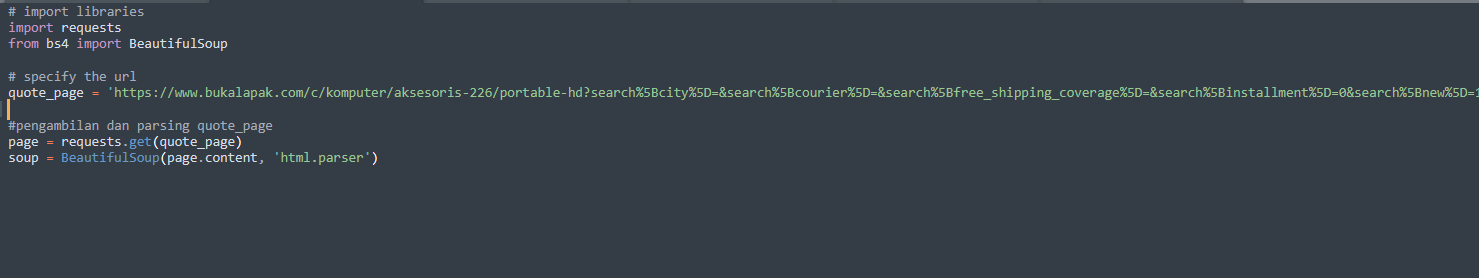 # import libraries
import requests
from bs4 import BeautifulSoup
# specify the url
quote_page = 'https://www.bukalapak.com/c/komputer/aksesoris-226/portable-hd?search%5Bcity%5D=&search%5Bcourier%5D=&search%5Bfree_shipping_coverage%5D=&search%5Binstallment%5D=0&search%5Bnew%5D=1
#pengambilan dan parsing quote_page
page = requests.get(quote_page)
soup = BeautifulSoup(page.content, 'html.parser')